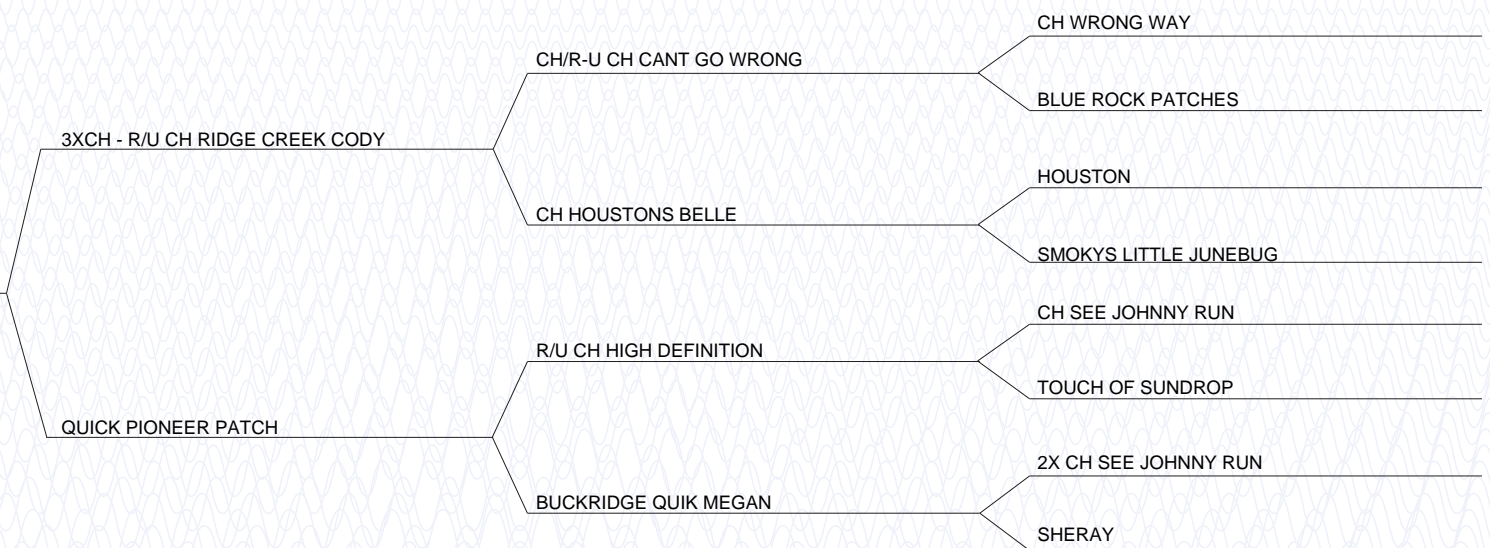 CH WRONG WAY
CH/R-U CH CANT GO WRONG
BLUE ROCK PATCHES
3XCH - R/U CH RIDGE CREEK CODY
HOUSTON
CH HOUSTONS BELLE
SMOKYS LITTLE JUNEBUG
CH SEE JOHNNY RUN
R/U CH HIGH DEFINITION
TOUCH OF SUNDROP
QUICK PIONEER PATCH
2X CH SEE JOHNNY RUN
BUCKRIDGE QUIK MEGAN
SHERAY